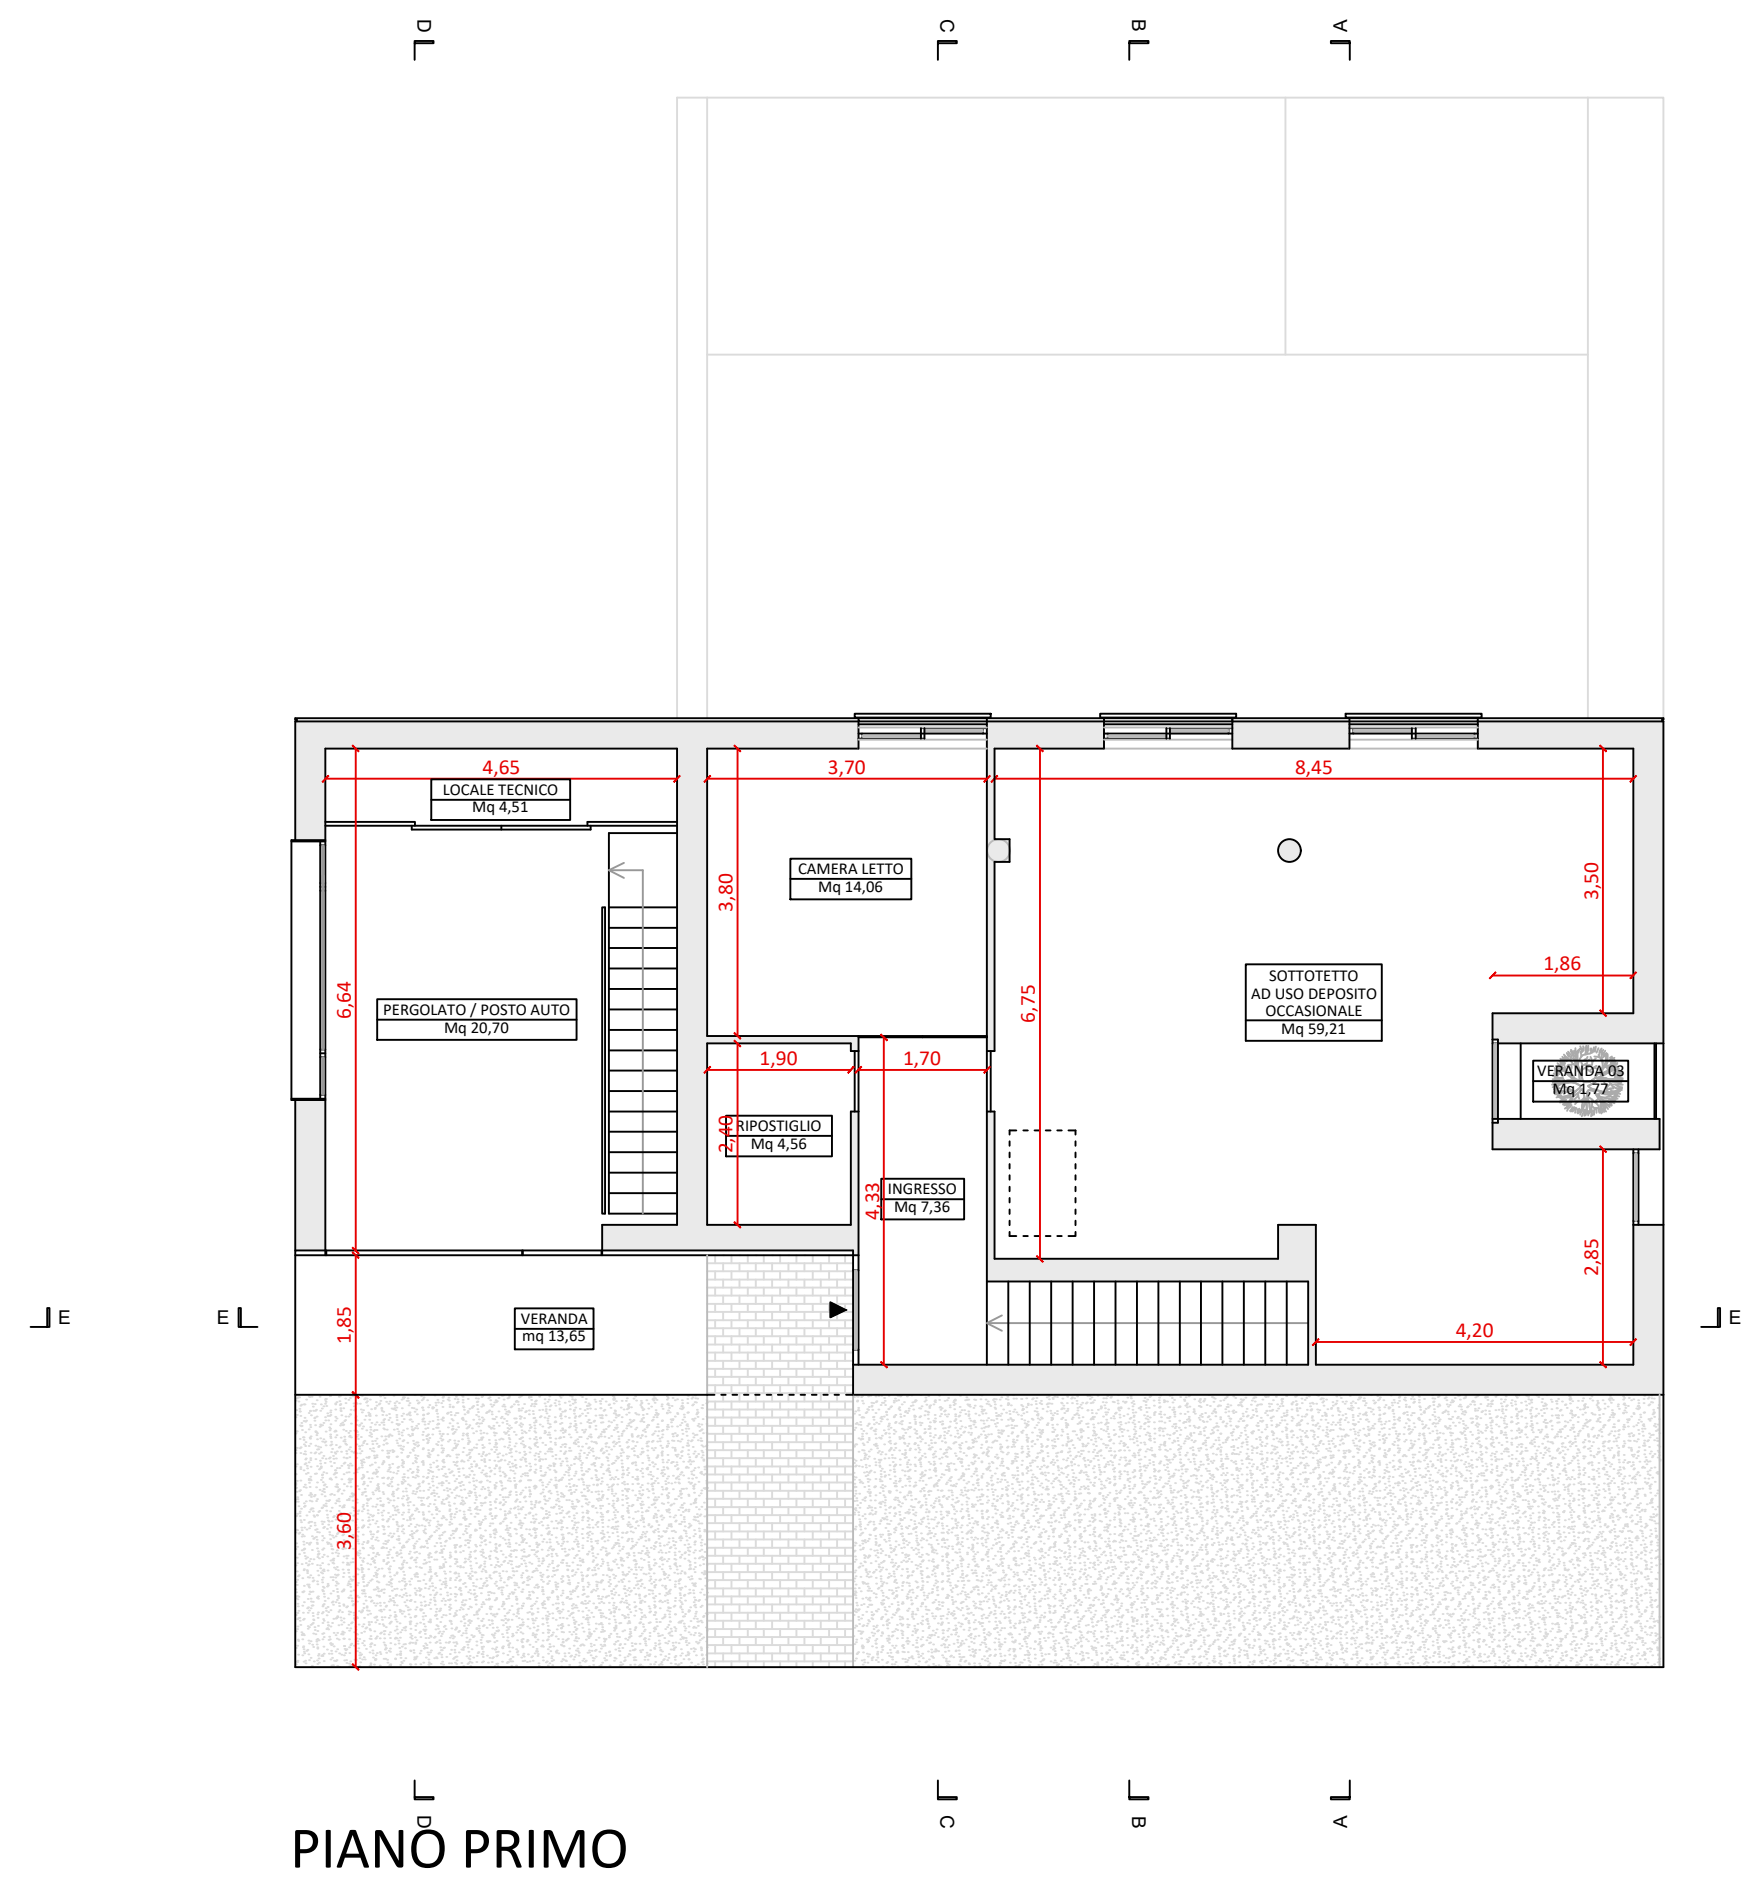 D
C
B
A
4,65
3,70
8,45
LOCALE TECNICO
Mq 4,51
CAMERA LETTO
Mq 14,06
3,80
3,50
1,86
6,64
6,75
PERGOLATO / POSTO AUTO
Mq 20,70
SOTTOTETTO
AD USO DEPOSITO
OCCASIONALE
Mq 59,21
1,90
1,70
VERANDA 03
Mq 1,77
2,40
RIPOSTIGLIO
Mq 4,56
4,33
INGRESSO
Mq 7,36
2,85
E
E
1,85
VERANDA
mq 13,65
4,20
E
3,60
D
C
B
A
PIANO PRIMO